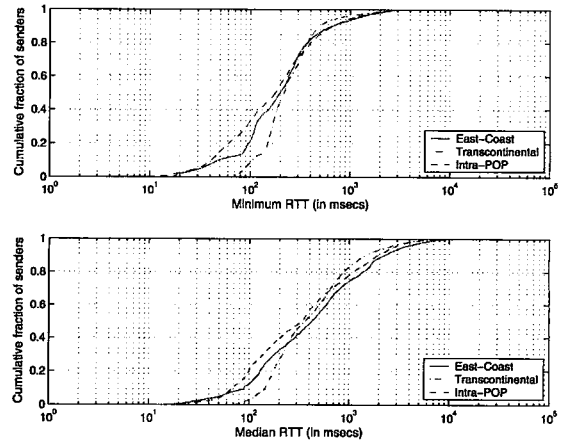 Cumulative fraction of senders
1
0.8
0.6
0.4
0.2
0
East-Coast
Transcontinental
Intra-POP
10^0
10^1
10^2
10^3
10^4
10^5
Minimum RTT (in msecs)
Cumulative fraction of senders
1
0.8
0.6
0.4
0.2
0
East-Coast
Transcontinental
Intra-POP
10^0
10^1
10^2
10^3
10^4
10^5
Median RTT (in msecs)